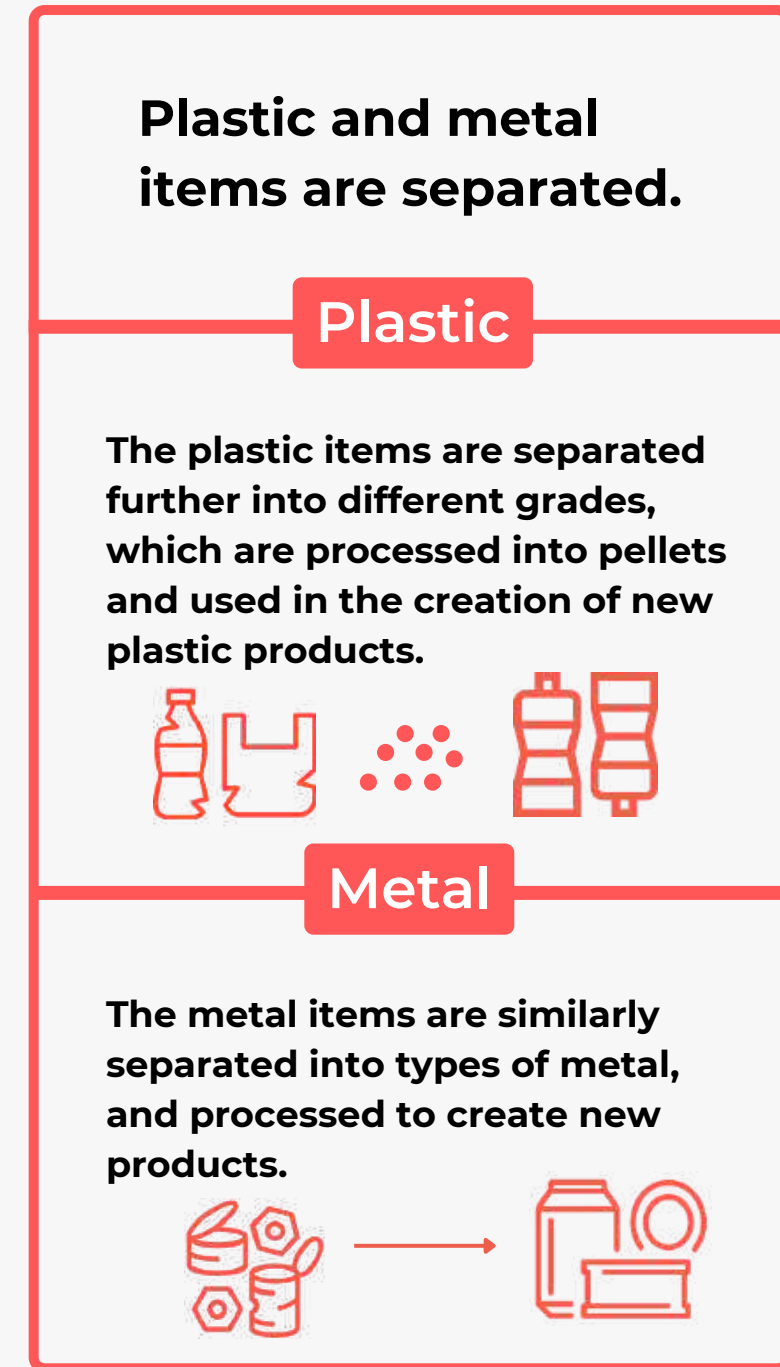 Plastic and metal
items are separated.
Plastic
The plastic items are separated
further into different grades,
which are processed into pellets
and used in the creation of new
plastic products.
Metal
The metal items are similarly
separated into types of metal,
and processed to create new
products.